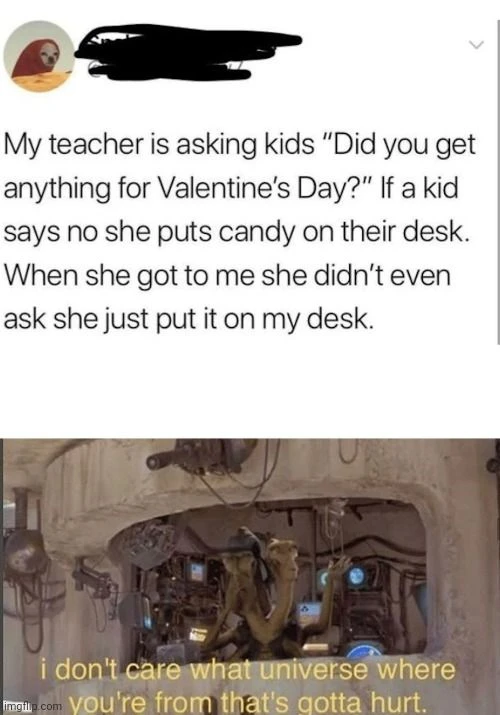 My teacher is asking kids "Did you get
anything for Valentine's Day?" If a kid
says no she puts candy on their desk.
When she got to me she didn't even
ask she just put it on my desk.
i don't care what universe where
you're from that's gotta hurt.
imgflip.com